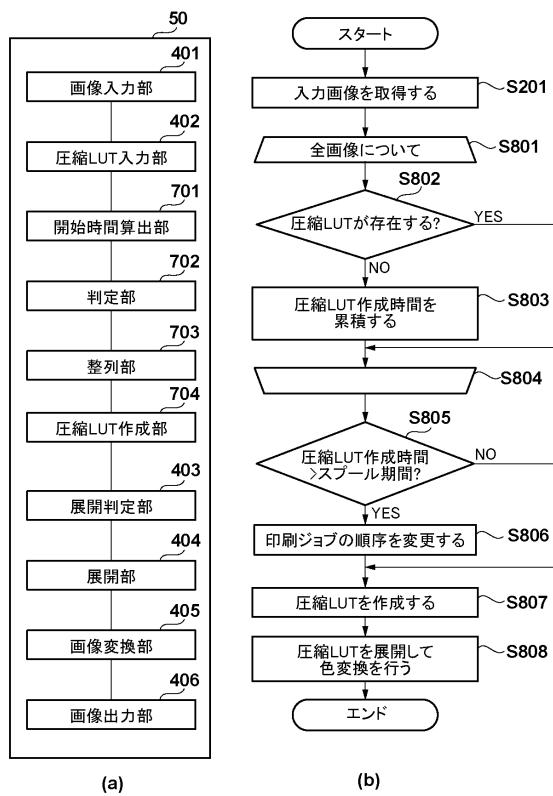 50
401
画像入力部
402
圧縮LUT入力部
701
開始時間算出部
702
判定部
703
整列部
704
圧縮LUT作成部
403
展開判定部
404
展開部
405
画像変換部
406
画像出力部
(a)
スタート
入力画像を取得する
S201
全画像について
S801
S802
圧縮LUTが存在する?
YES
NO
圧縮LUT作成時間を
累積する
S803
S804
S805
圧縮LUT作成時間
>スプール期間?
NO
YES
印刷ジョブの順序を変更する
S806
圧縮LUTを作成する
S807
圧縮LUTを展開して
色変換を行う
S808
エンド
(b)